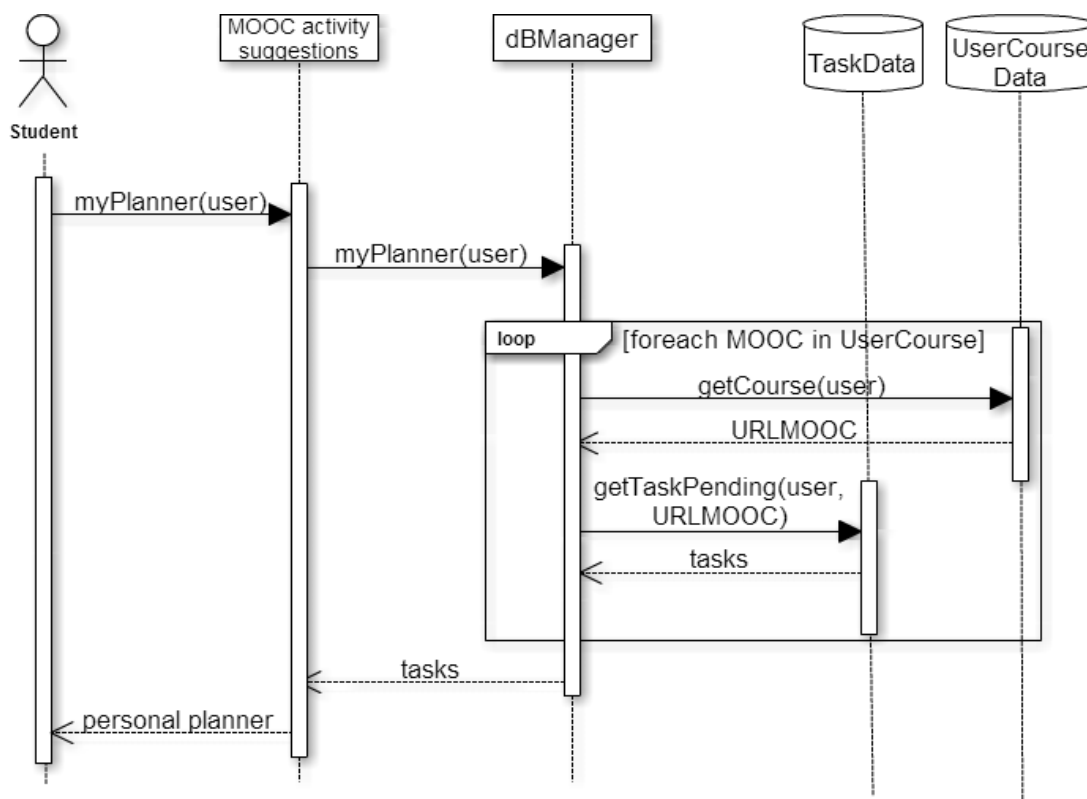 MOOC activity
suggestions
dBManager
TaskData
UserCourse
Data
Student
myPlanner(user)
myPlanner(user)
loop
[foreach MOOC in UserCourse]
getCourse(user)
URLMOOC
getTaskPending(user,
URLMOOC)
tasks
tasks
personal planner